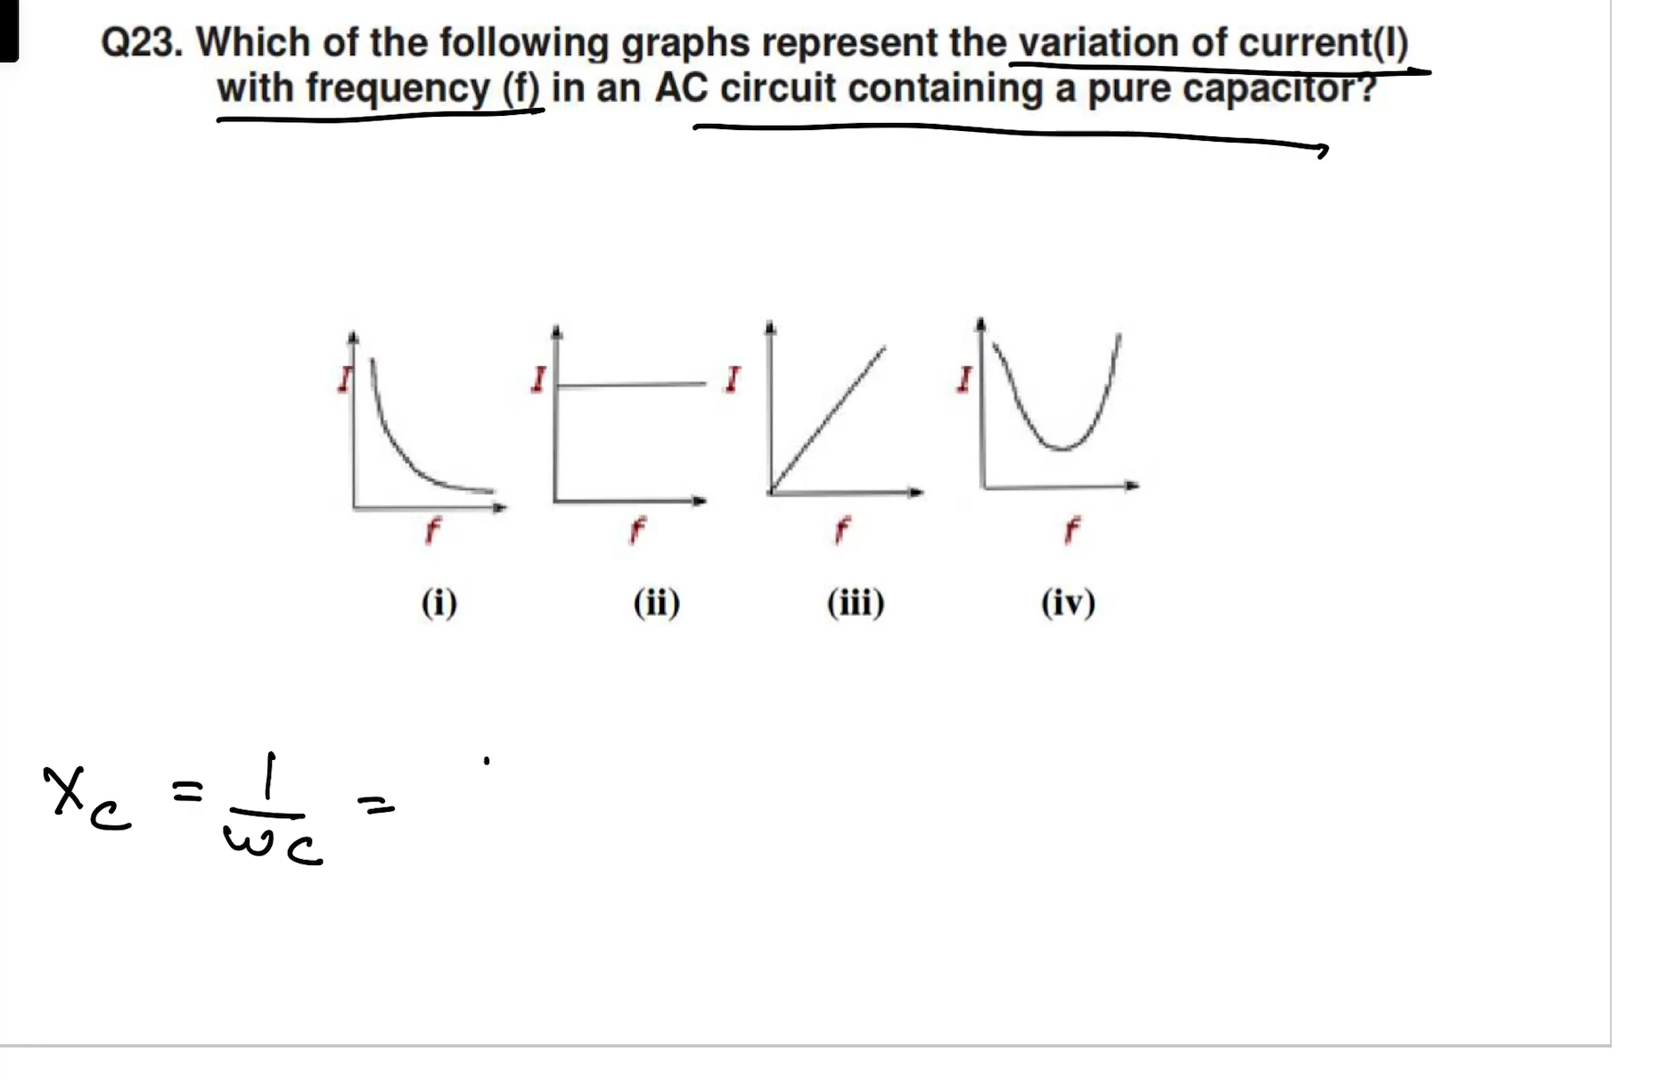 Q23. Which of the following graphs represent the variation of current(I)
with frequency (f) in an AC circuit containing a pure capacitor?
I I I I
f f f f
(i) (ii) (iii) (iv)
Xc = 1/ωc =